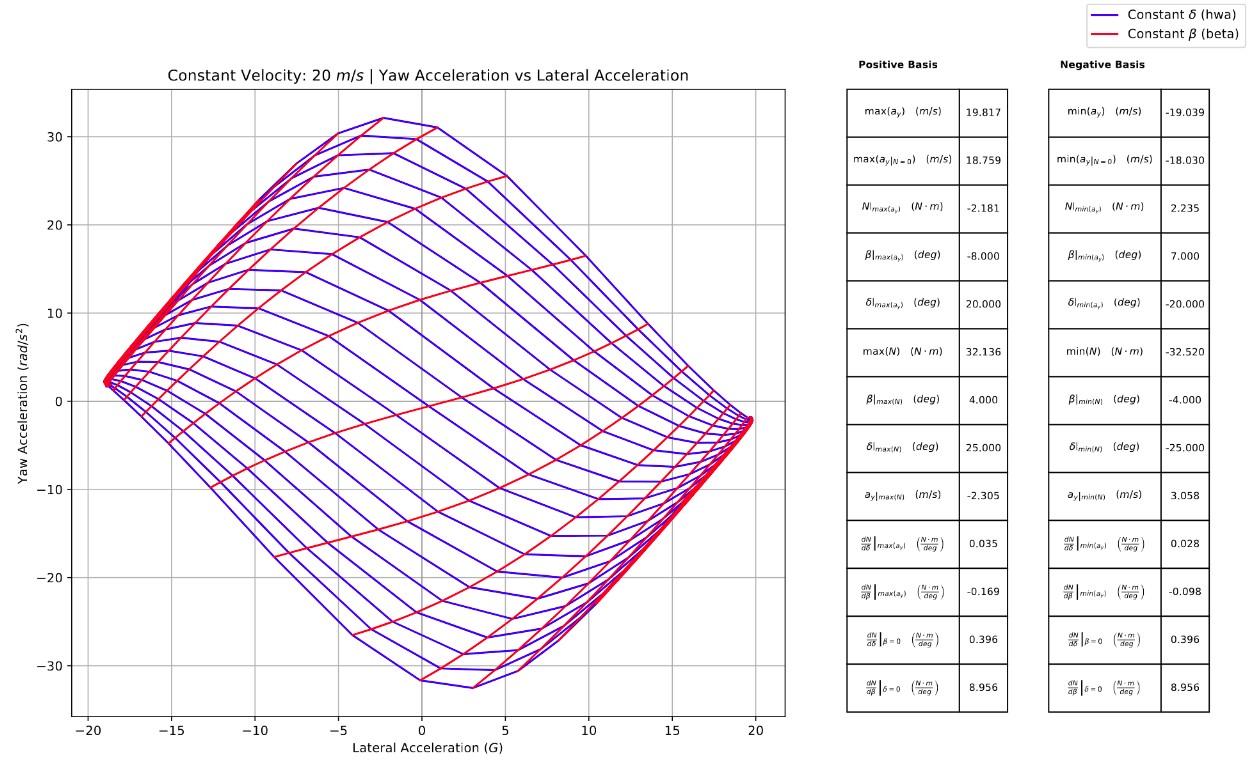 Constant δ (hwa)
Constant β (beta)
Constant Velocity: 20 m/s | Yaw Acceleration vs Lateral Acceleration
Yaw Acceleration (rad/s²)
30
20
10
0
−10
−20
−30
−20 −15 −10 −5 0 5 10 15 20
Lateral Acceleration (G)
Positive Basis
max(a_y) (m/s) 19.817
max(a_y|N=0) (m/s) 18.759
N|max(a_y) (N · m) -2.181
β|max(a_y) (deg) -8.000
δ|max(a_y) (deg) 20.000
max(N) (N · m) 32.136
β|max(N) (deg) 4.000
δ|max(N) (deg) 25.000
a_y|max(N) (m/s) -2.305
dN/dδ|max(a_y) (N·m/deg) 0.035
dN/dβ|max(a_y) (N·m/deg) -0.169
dN/dδ|β=0 (N·m/deg) 0.396
dN/dβ|δ=0 (N·m/deg) 8.956
Negative Basis
min(a_y) (m/s) -19.039
min(a_y|N=0) (m/s) -18.030
N|min(a_y) (N · m) 2.235
β|min(a_y) (deg) 7.000
δ|min(a_y) (deg) -20.000
min(N) (N · m) -32.520
β|min(N) (deg) -4.000
δ|min(N) (deg) -25.000
a_y|min(N) (m/s) 3.058
dN/dδ|min(a_y) (N·m/deg) 0.028
dN/dβ|min(a_y) (N·m/deg) -0.098
dN/dδ|β=0 (N·m/deg) 0.396
dN/dβ|δ=0 (N·m/deg) 8.956